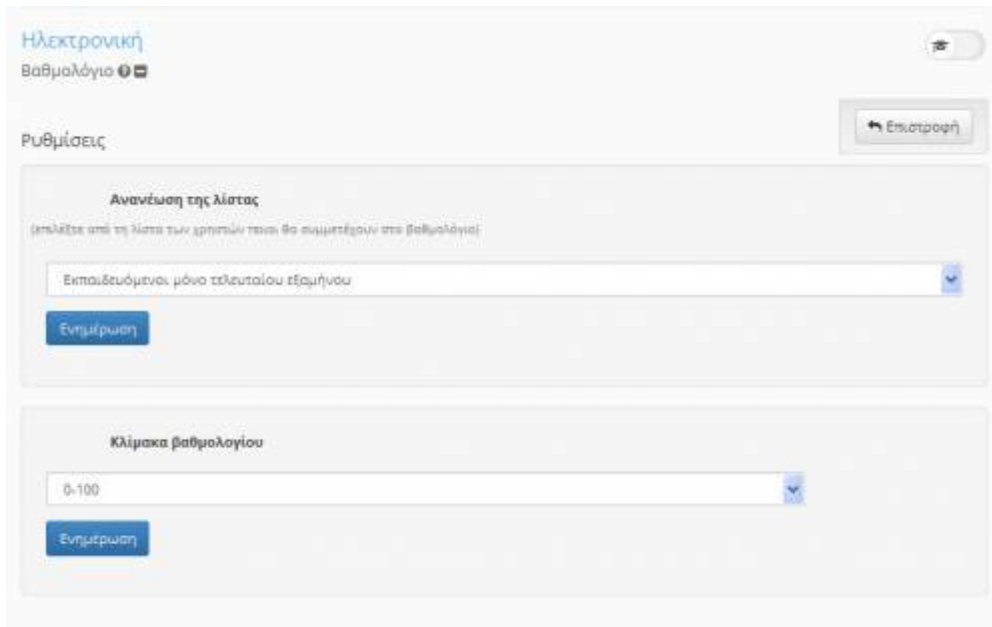 Ηλεκτρονική
Βαθμολόγιο
Επιστροφή
Ρυθμίσεις
Ανανέωση της λίστας
(επιλέξτε από τη λίστα των χρηστών ποιοι θα συμμετέχουν στο βαθμολόγιο)
Εκπαιδευόμενοι μόνο τελευταίου εξαμήνου
Ενημέρωση
Κλίμακα βαθμολογίου
0-100
Ενημέρωση